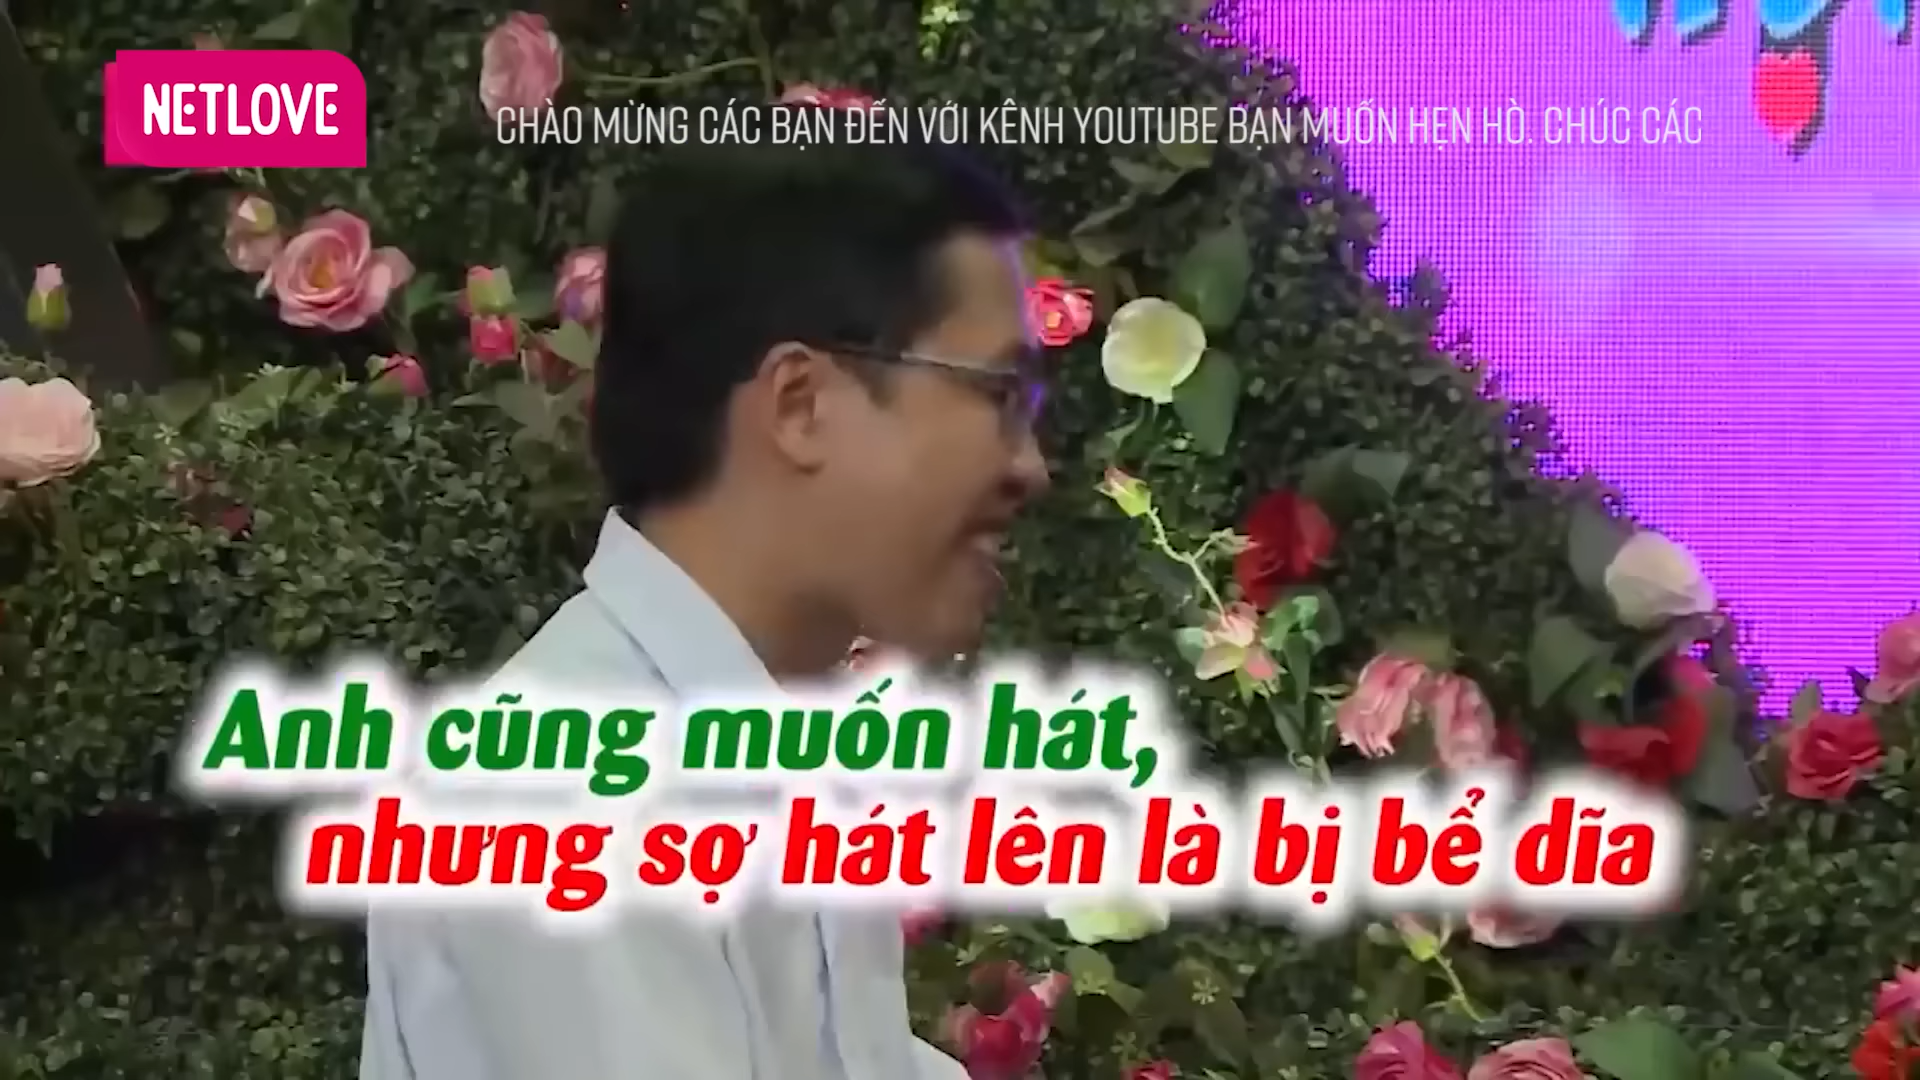 NETLOVE
CHÀO MỪNG CÁC BẠN ĐẾN VỚI KÊNH YOUTUBE BẠN MUỐN HẸN HÒ. CHÚC CÁC
Anh cũng muốn hát,
nhưng sợ hát lên là bị bể dĩa